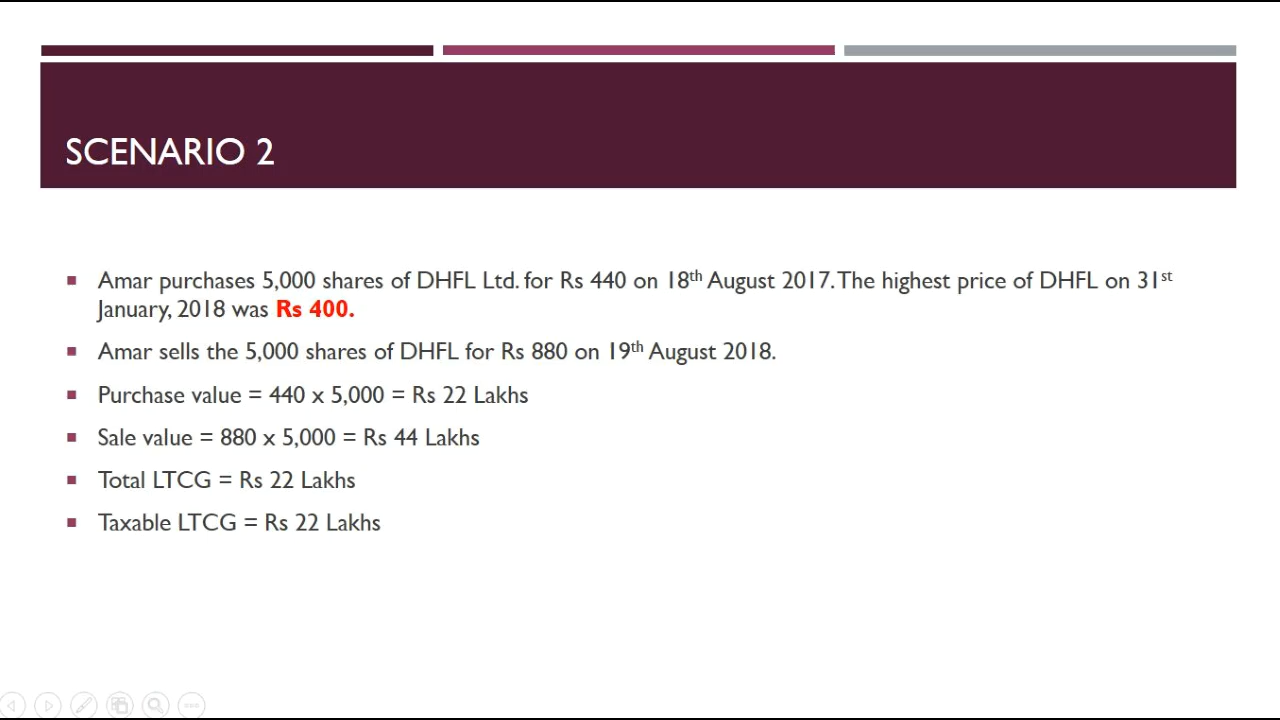 SCENARIO 2
Amar purchases 5,000 shares of DHFL Ltd. for Rs 440 on 18th August 2017. The highest price of DHFL on 31st
January, 2018 was Rs 400.
Amar sells the 5,000 shares of DHFL for Rs 880 on 19th August 2018.
Purchase value = 440 x 5,000 = Rs 22 Lakhs
Sale value = 880 x 5,000 = Rs 44 Lakhs
Total LTCG = Rs 22 Lakhs
Taxable LTCG = Rs 22 Lakhs